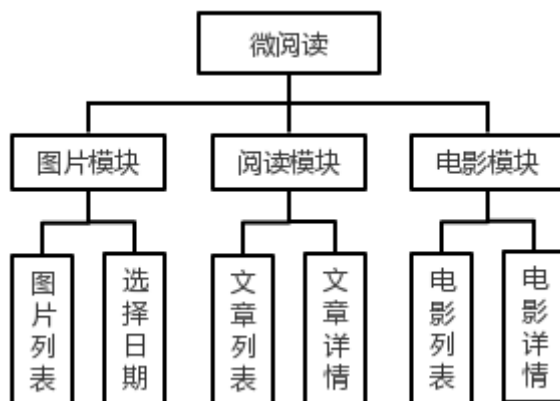 微阅读
图片模块
阅读模块
电影模块
图片列表
选择日期
文章列表
文章详情
电影列表
电影详情